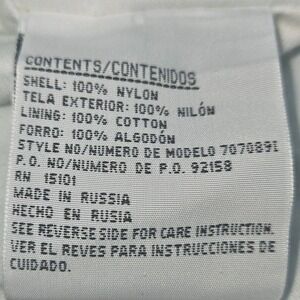 CONTENTS/CONTENIDOS
SHELL: 100% NYLON
TELA EXTERIOR: 100% NILÓN
LINING: 100% COTTON
FORRO: 100% ALGODÓN
STYLE NO/NUMERO DE MODELO 7070891
P.O. NO/NUMERO DE P.O. 92158
RN 15101
MADE IN RUSSIA
HECHO EN RUSIA
SEE REVERSE SIDE FOR CARE INSTRUCTION.
VER EL REVES PARA INSTRUCCIONES DE
CUIDADO.